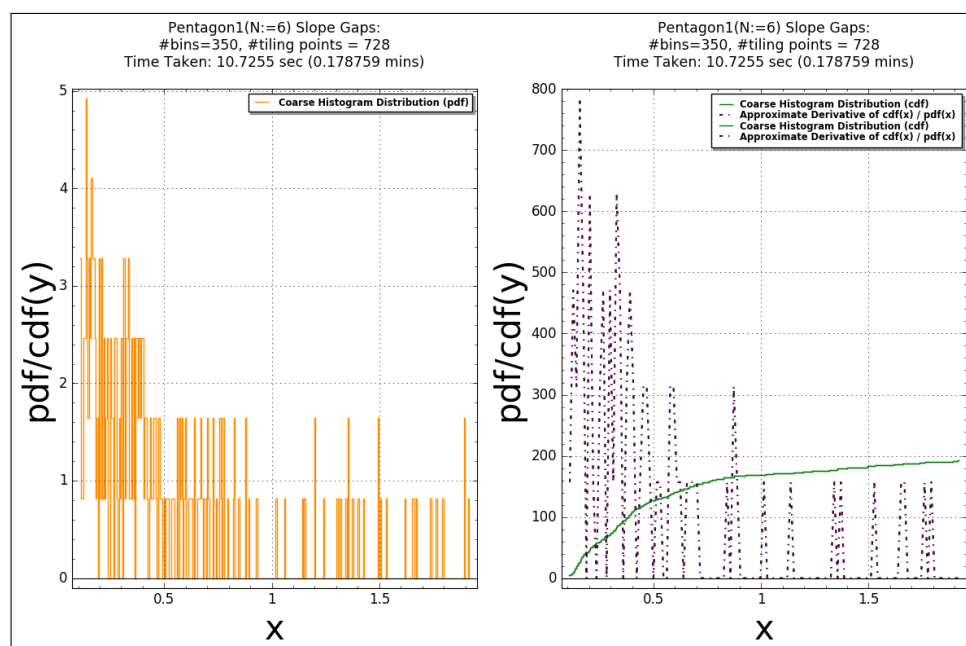 Pentagon1(N:=6) Slope Gaps:
#bins=350, #tiling points = 728
Time Taken: 10.7255 sec (0.178759 mins)
Coarse Histogram Distribution (pdf)
pdf/cdf(y)
5
4
3
2
1
0
0.5
1
1.5
x
Pentagon1(N:=6) Slope Gaps:
#bins=350, #tiling points = 728
Time Taken: 10.7255 sec (0.178759 mins)
Coarse Histogram Distribution (cdf)
Approximate Derivative of cdf(x) / pdf(x)
Coarse Histogram Distribution (cdf)
Approximate Derivative of cdf(x) / pdf(x)
pdf/cdf(y)
800
700
600
500
400
300
200
100
0
0.5
1
1.5
x